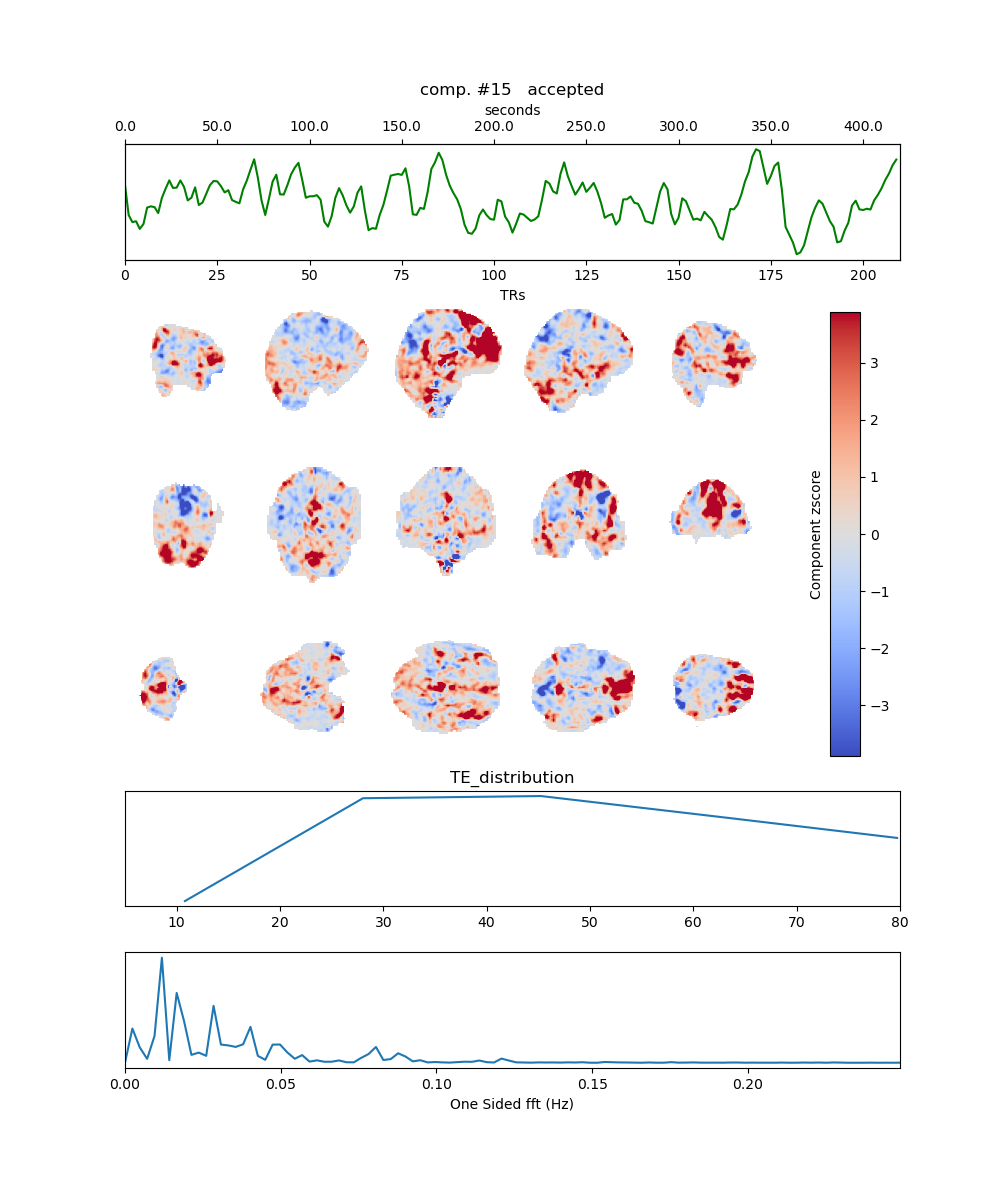 comp. #15   accepted
seconds
0.0 50.0 100.0 150.0 200.0 250.0 300.0 350.0 400.0
0 25 50 75 100 125 150 175 200
TRs
3
2
1
0
−1
−2
−3
Component zscore
TE_distribution
10 20 30 40 50 60 70 80
0.00 0.05 0.10 0.15 0.20
One Sided fft (Hz)